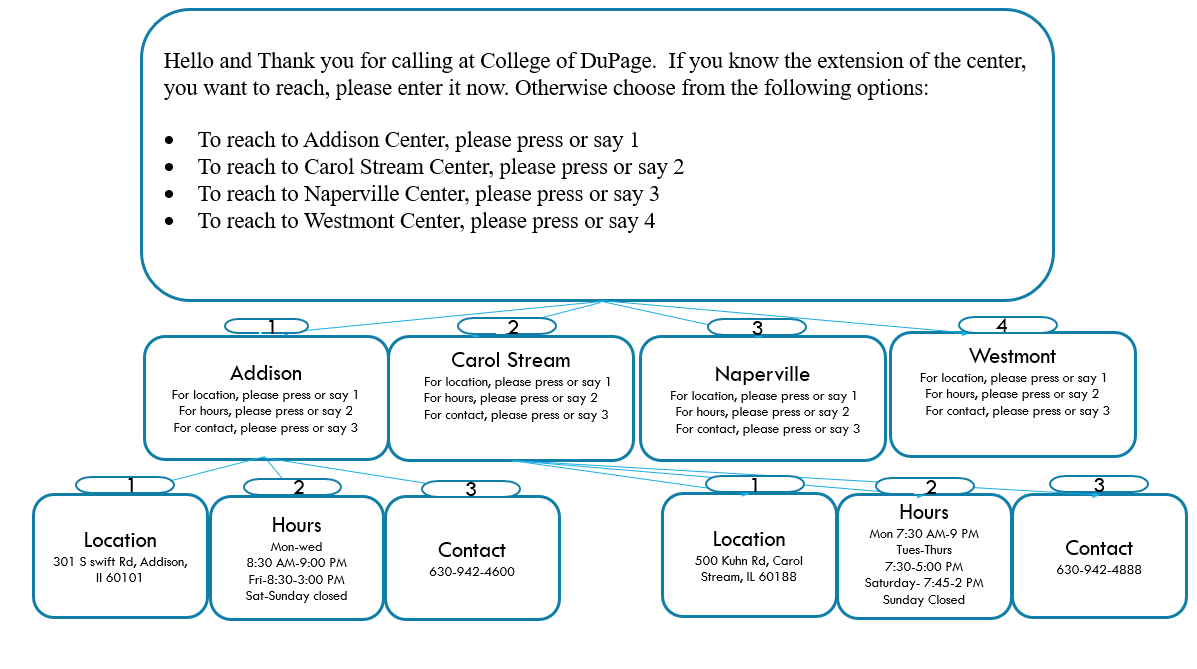 Hello and Thank you for calling at College of DuPage.  If you know the extension of the center,
you want to reach, please enter it now. Otherwise choose from the following options:
• To reach to Addison Center, please press or say 1
• To reach to Carol Stream Center, please press or say 2
• To reach to Naperville Center, please press or say 3
• To reach to Westmont Center, please press or say 4
1
2
3
4
Addison
For location, please press or say 1
For hours, please press or say 2
For contact, please press or say 3
Carol Stream
For location, please press or say 1
For hours, please press or say 2
For contact, please press or say 3
Naperville
For location, please press or say 1
For hours, please press or say 2
For contact, please press or say 3
Westmont
For location, please press or say 1
For hours, please press or say 2
For contact, please press or say 3
1
2
3
1
2
3
Location
301 S swift Rd, Addison,
Il 60101
Hours
Mon-wed
8:30 AM-9:00 PM
Fri-8:30-3:00 PM
Sat-Sunday closed
Contact
630-942-4600
Location
500 Kuhn Rd, Carol
Stream, IL 60188
Hours
Mon 7:30 AM-9 PM
Tues-Thurs
7:30-5:00 PM
Saturday- 7:45-2 PM
Sunday Closed
Contact
630-942-4888